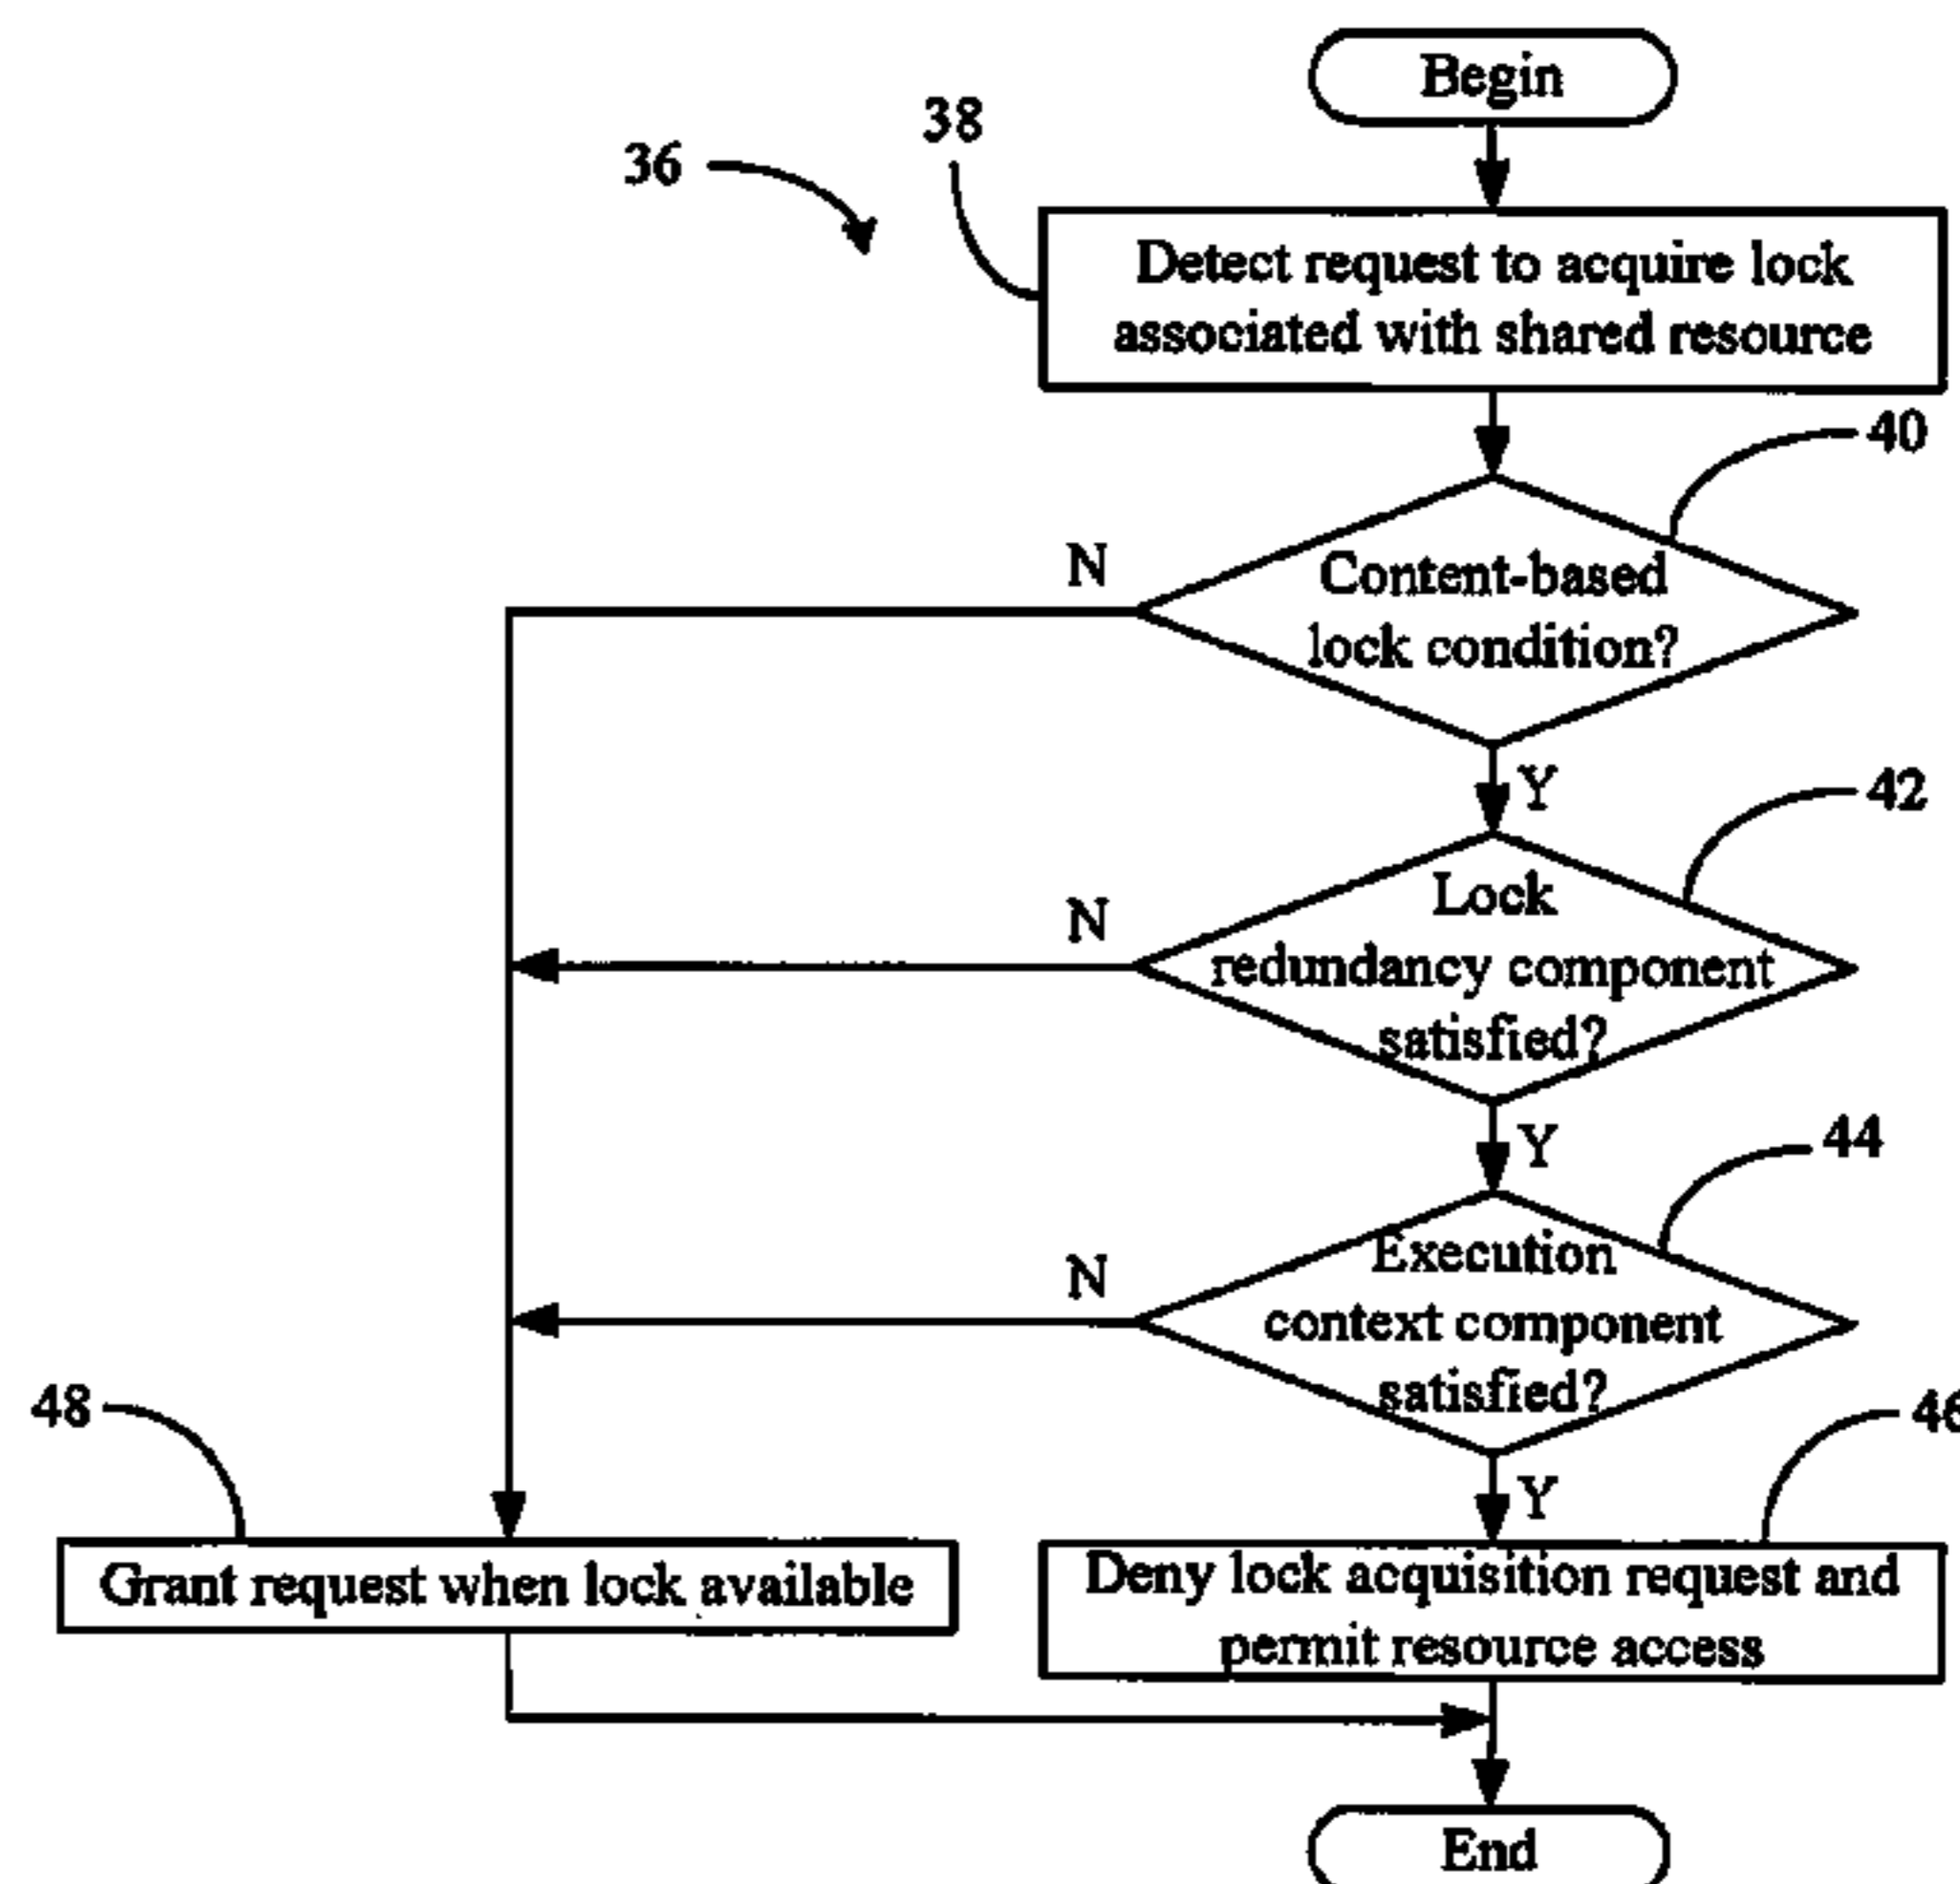 Begin
38
36
Detect request to acquire lock
associated with shared resource
40
N
Content-based
lock condition?
Y
42
N
Lock
redundancy component
satisfied?
Y
44
N
Execution
context component
satisfied?
48
46
Y
Grant request when lock available
Deny lock acquisition request and
permit resource access
End